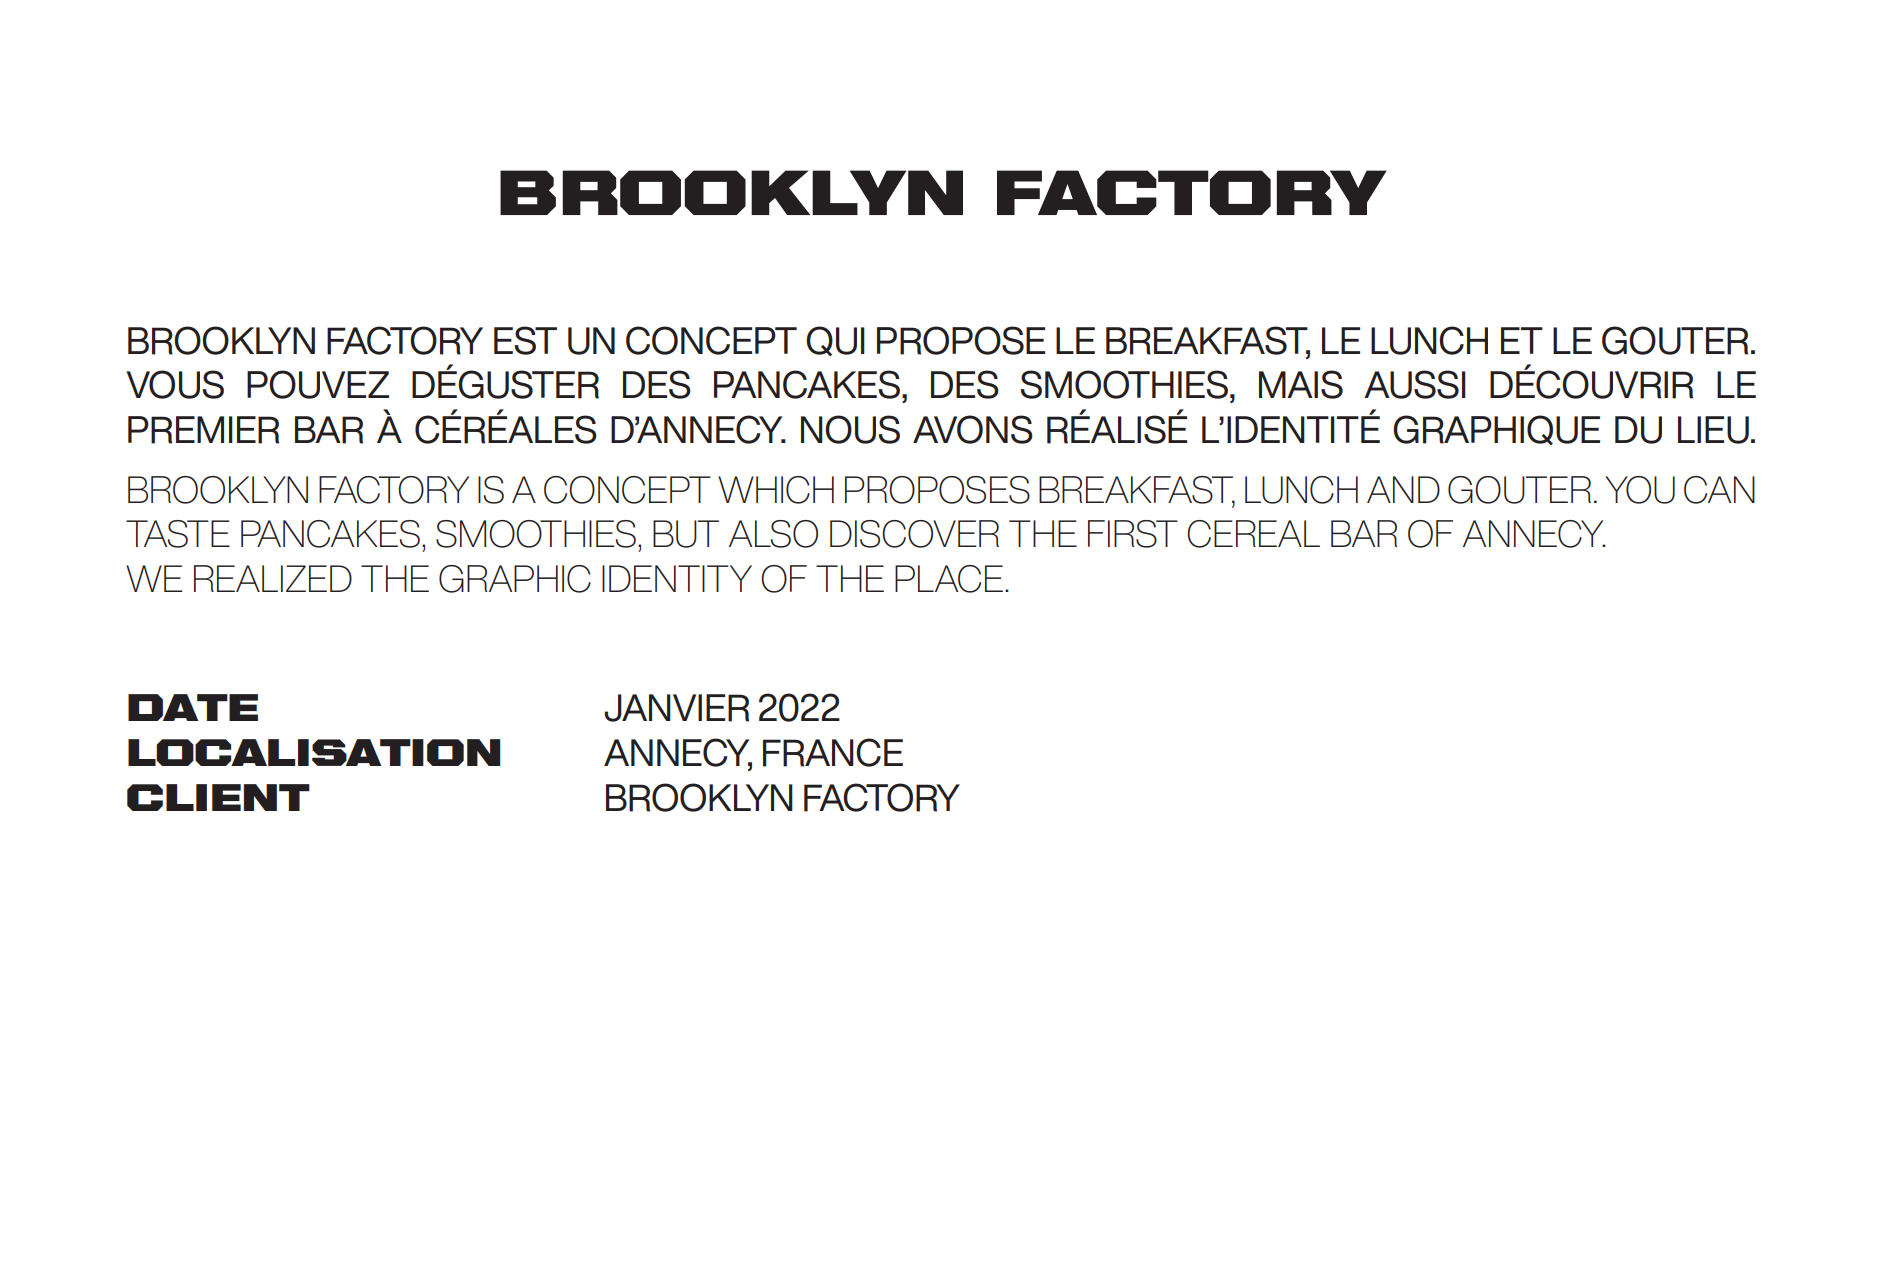 BROOKLYN FACTORY
BROOKLYN FACTORY EST UN CONCEPT QUI PROPOSE LE BREAKFAST, LE LUNCH ET LE GOUTER.
VOUS POUVEZ DÉGUSTER DES PANCAKES, DES SMOOTHIES, MAIS AUSSI DÉCOUVRIR LE
PREMIER BAR À CÉRÉALES D’ANNECY. NOUS AVONS RÉALISÉ L’IDENTITÉ GRAPHIQUE DU LIEU.
BROOKLYN FACTORY IS A CONCEPT WHICH PROPOSES BREAKFAST, LUNCH AND GOUTER. YOU CAN
TASTE PANCAKES, SMOOTHIES, BUT ALSO DISCOVER THE FIRST CEREAL BAR OF ANNECY.
WE REALIZED THE GRAPHIC IDENTITY OF THE PLACE.
DATE JANVIER 2022
LOCALISATION ANNECY, FRANCE
CLIENT BROOKLYN FACTORY